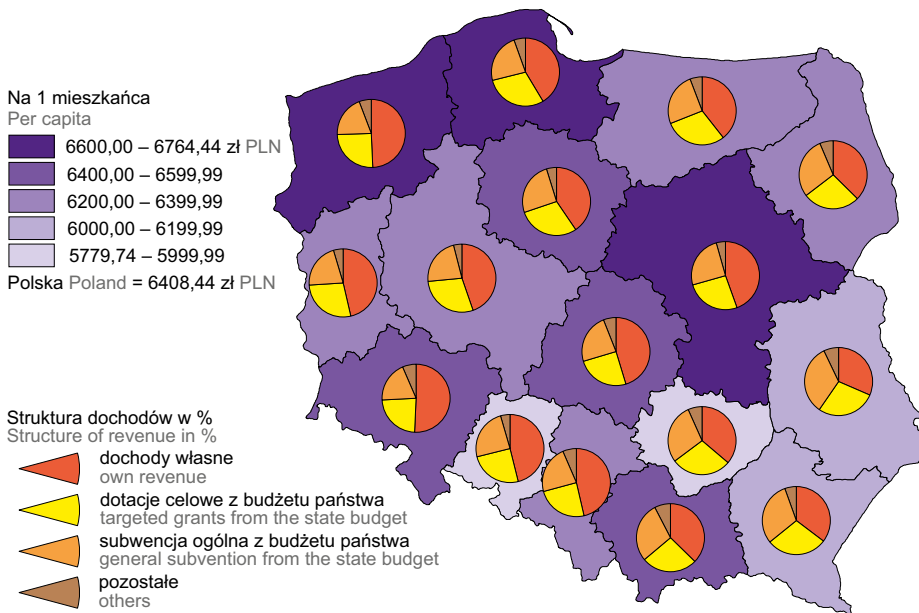 Na 1 mieszkańca
Per capita
6600,00 – 6764,44 zł PLN
6400,00 – 6599,99
6200,00 – 6399,99
6000,00 – 6199,99
5779,74 – 5999,99
Polska Poland = 6408,44 zł PLN
Struktura dochodów w %
Structure of revenue in %
dochody własne
own revenue
dotacje celowe z budżetu państwa
targeted grants from the state budget
subwencja ogólna z budżetu państwa
general subvention from the state budget
pozostałe
others